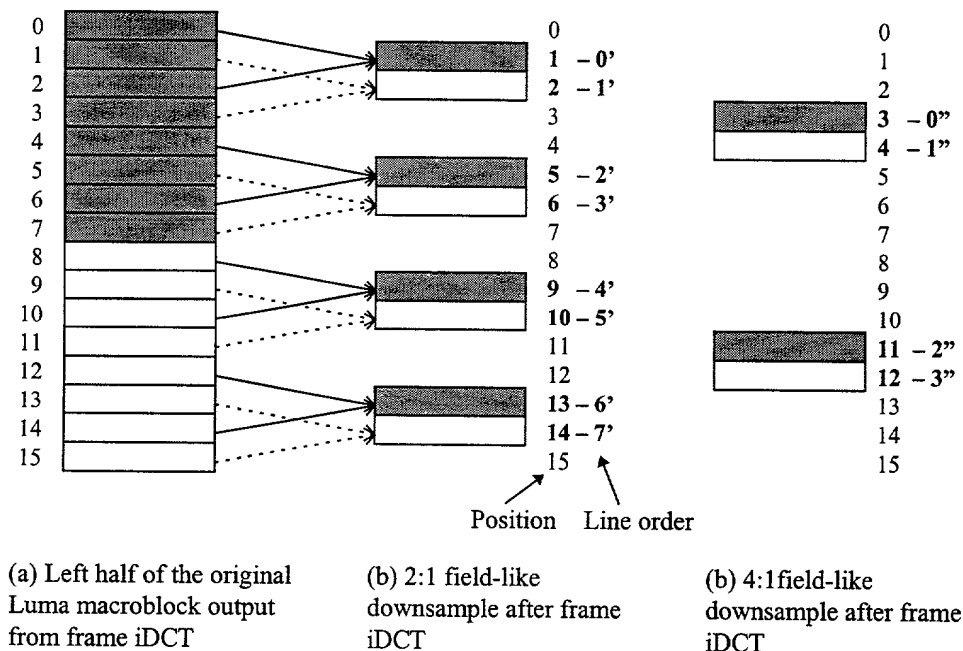 0
1
2
3
4
5
6
7
8
9
10
11
12
13
14
15
0
1 – 0'
2 – 1'
3
4
5 – 2'
6 – 3'
7
8
9 – 4'
10 – 5'
11
12
13 – 6'
14 – 7'
15
Position
Line order
0
1
2
3 – 0”
4 – 1”
5
6
7
8
9
10
11 – 2”
12 – 3”
13
14
15
(a) Left half of the original
Luma macroblock output
from frame iDCT
(b) 2:1 field-like
downsample after frame
iDCT
(b) 4:1field-like
downsample after frame
iDCT